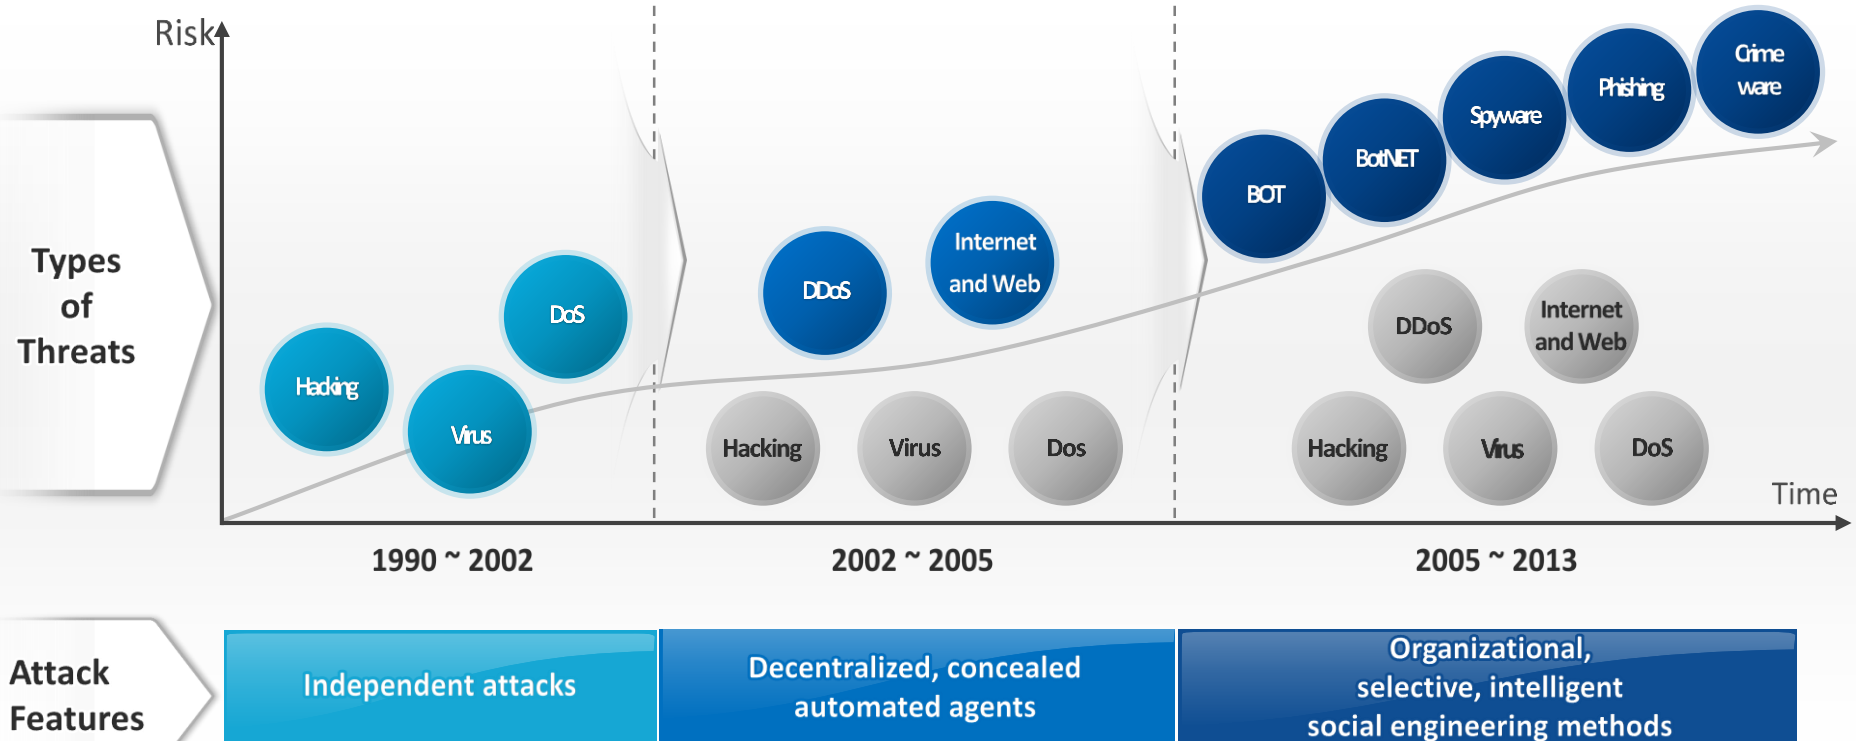 Risk
Types
of
Threats
Hacking
Virus
DoS
DDoS
Internet
and Web
Hacking
Virus
Dos
BOT
BotNET
Spyware
Phishing
Crime
ware
DDoS
Internet
and Web
Hacking
Virus
DoS
Time
1990 ~ 2002
2002 ~ 2005
2005 ~ 2013
Attack
Features
Independent attacks
Decentralized, concealed
automated agents
Organizational,
selective, intelligent
social engineering methods